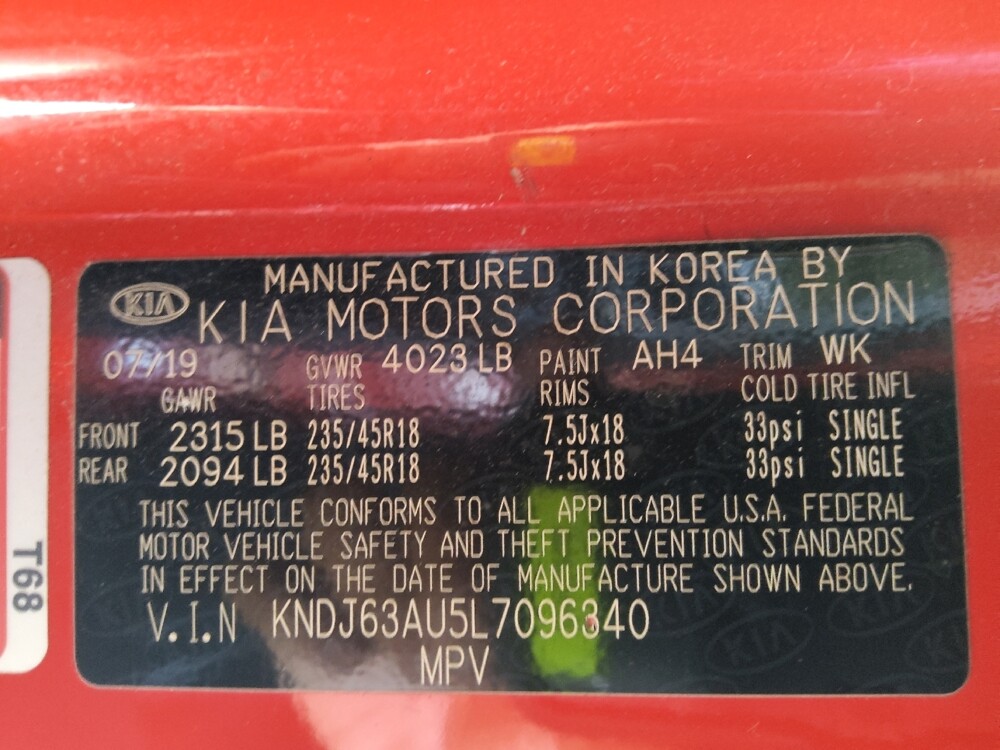 MANUFACTURED IN KOREA BY
KIA KIA MOTORS CORPORATION
07/19 GVWR 4023 LB PAINT AH4 TRIM WK
GAWR TIRES RIMS COLD TIRE INFL
FRONT 2315 LB 235/45R18 7.5Jx18 33psi SINGLE
REAR 2094 LB 235/45R18 7.5Jx18 33psi SINGLE
THIS VEHICLE CONFORMS TO ALL APPLICABLE U.S.A. FEDERAL
MOTOR VEHICLE SAFETY AND THEFT PREVENTION STANDARDS
IN EFFECT ON THE DATE OF MANUFACTURE SHOWN ABOVE.
V.I.N KNDJ63AU5L7096340
MPV
T68